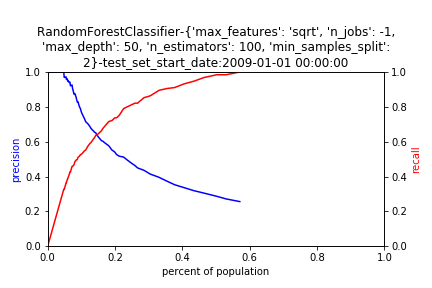 RandomForestClassifier-{'max_features': 'sqrt', 'n_jobs': -1,
'max_depth': 50, 'n_estimators': 100, 'min_samples_split':
2}-test_set_start_date:2009-01-01 00:00:00
1.0 1.0
0.8 0.8
0.6 0.6
precision recall
0.4 0.4
0.2 0.2
0.0 0.0
0.0 0.2 0.4 0.6 0.8 1.0
percent of population